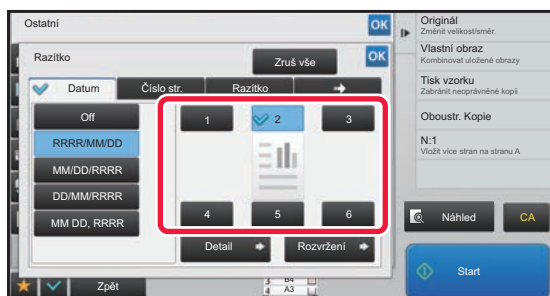 Ostatní
OK
Razítko
Zruš vše
OK
Datum
Číslo str.
Razítko
Off
RRRR/MM/DD
MM/DD/RRRR
DD/MM/RRRR
MM DD, RRRR
1
2
3
4
5
6
Detail
Rozvržení
Zpět
3 B4
4 A3
Originál
Změnit velikost/směr.
Vlastní obraz
Kombinovat uložené obrazy
Tisk vzorku
Zabránit neoprávněné kopii
Oboustr. Kopie
N:1
Vložit více stran na stranu A
Náhled
CA
Start